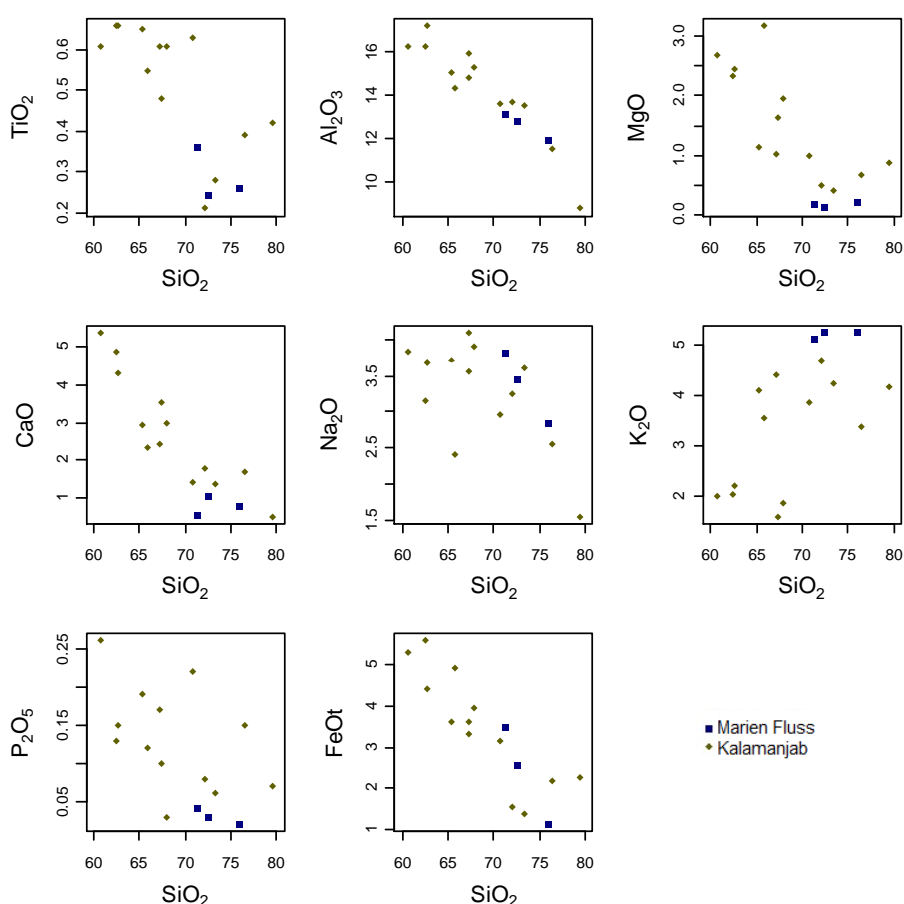 TiO2
0.2 0.3 0.4 0.5 0.6
60 65 70 75 80
SiO2
Al2O3
10 12 14 16
60 65 70 75 80
SiO2
MgO
0.0 1.0 2.0 3.0
60 65 70 75 80
SiO2
CaO
1 2 3 4 5
60 65 70 75 80
SiO2
Na2O
1.5 2.5 3.5
60 65 70 75 80
SiO2
K2O
2 3 4 5
60 65 70 75 80
SiO2
P2O5
0.05 0.15 0.25
60 65 70 75 80
SiO2
FeOt
1 2 3 4 5
60 65 70 75 80
SiO2
Marien Fluss
Kalamanjab